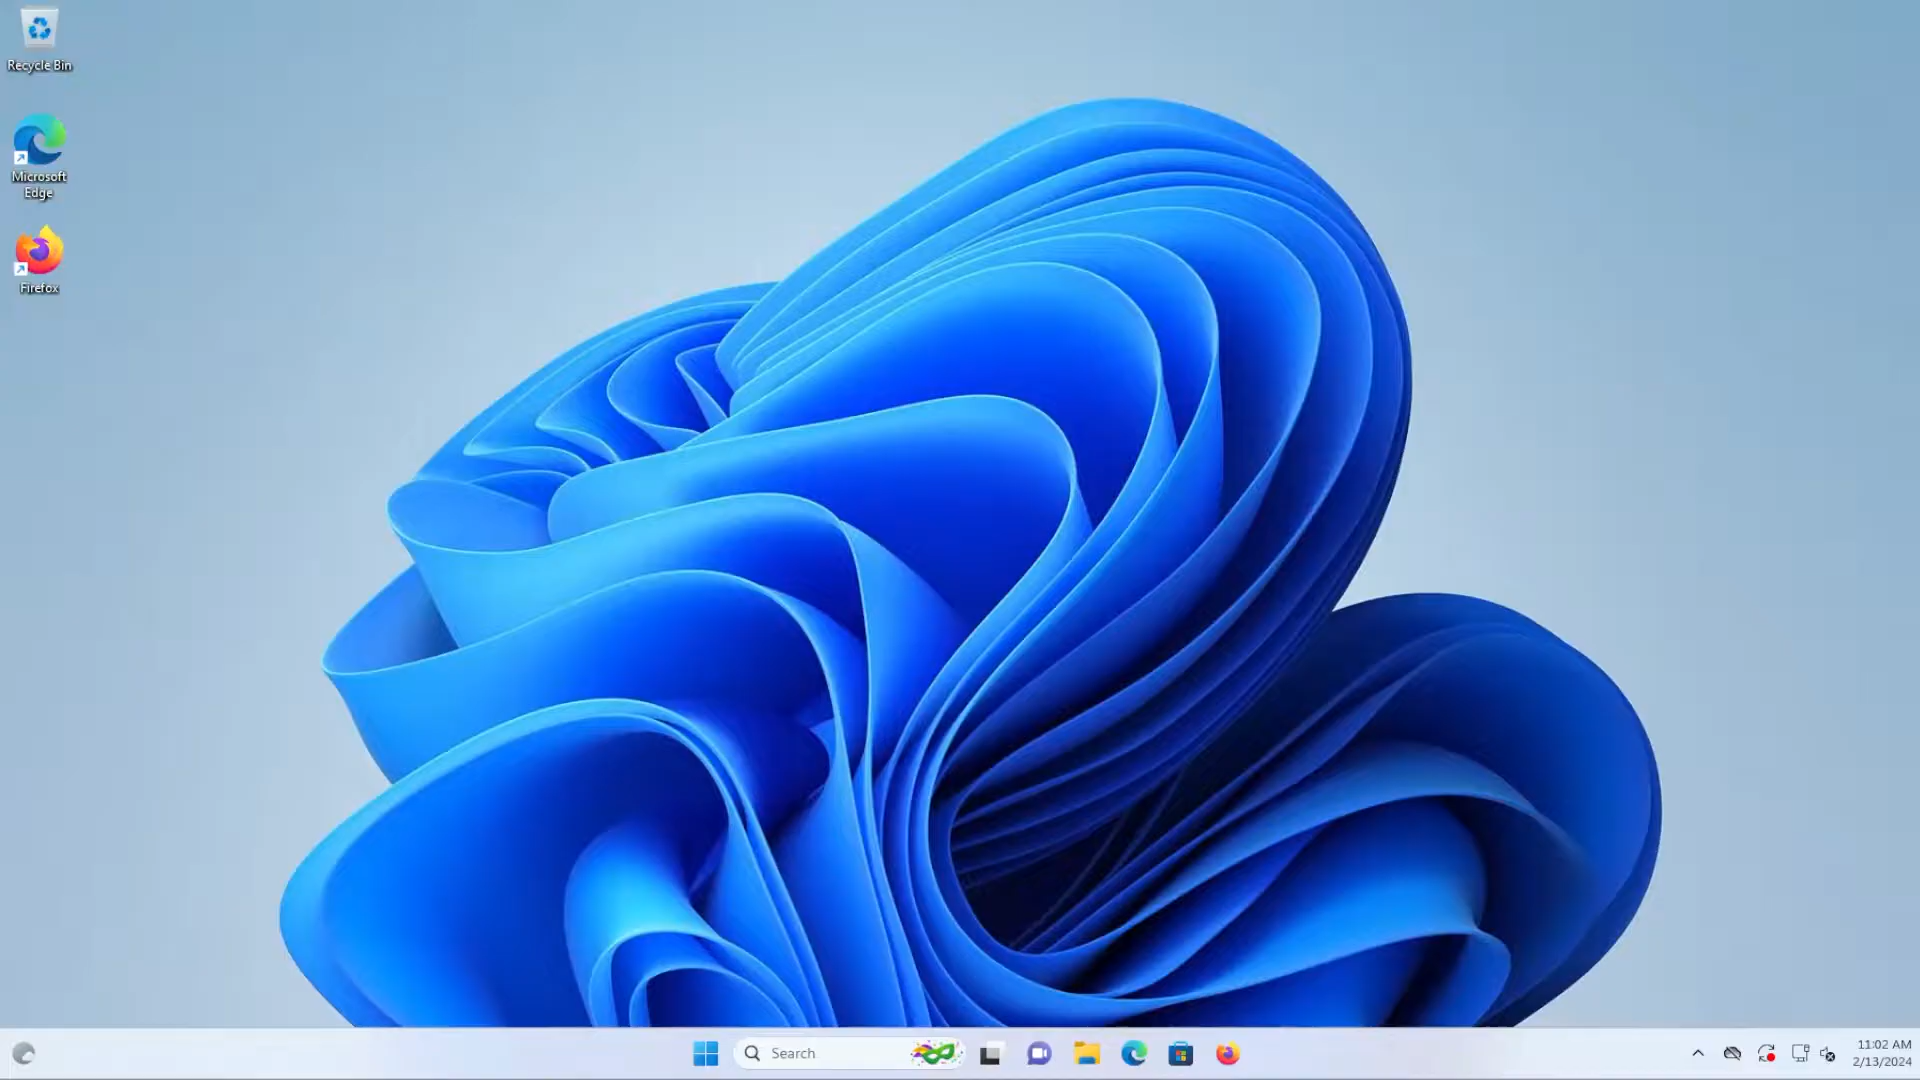 Recycle Bin
Microsoft
Edge
Firefox
Search
11:02 AM
2/13/2024